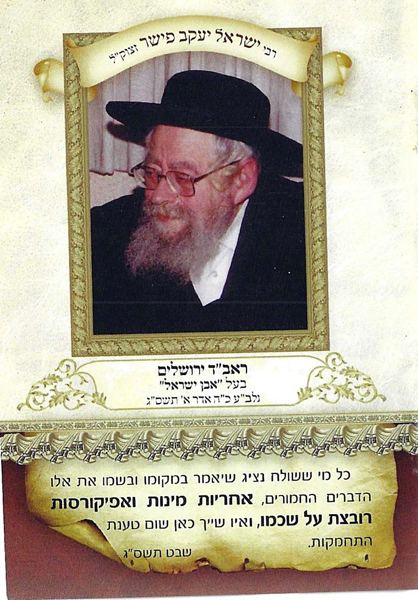 רבי ישראל יעקב פישר זצוק"ל
ראב"ד ירושלים
בעל "אבן ישראל"
נלב"ע כ"ה אדר א' תשס"ג
כל מי ששולח נציג שיאמר במקומו ובשמו את אלו
הדברים החמורים, אחריות מינות ואפיקורסות
רובצת על שכמו, ואיו שייך כאן שום טענת
התחמקות.
שבט תשס"ג